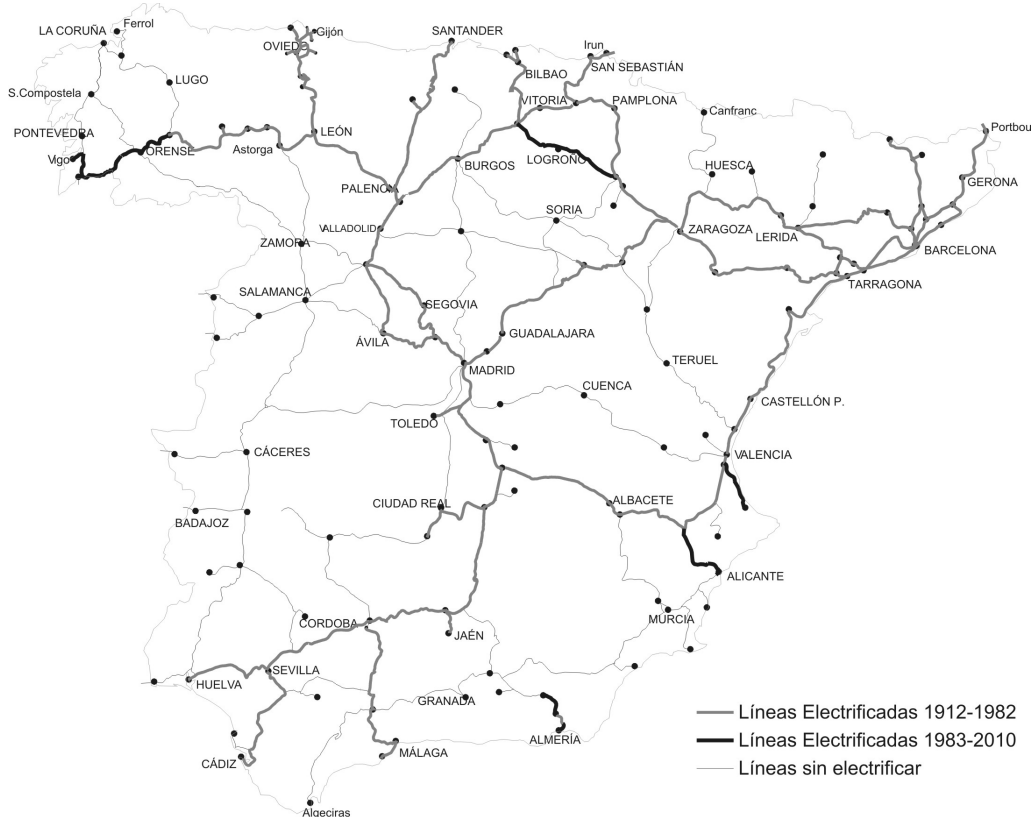 Ferrol
LA CORUÑA
Gijón
SANTANDER
Irun
OVIEDO
SAN SEBASTIÁN
BILBAO
LUGO
S.Compostela
VITORIA
PAMPLONA
Canfranc
Portbou
PONTEVEDRA
LEÓN
Vigo
ORENSE
Astorga
LOGROÑO
BURGOS
HUESCA
GERONA
PALENCIA
SORIA
VALLADOLID
ZARAGOZA
LERIDA
ZAMORA
BARCELONA
TARRAGONA
SALAMANCA
SEGOVIA
ÁVILA
GUADALAJARA
MADRID
TERUEL
CUENCA
CASTELLÓN P.
TOLEDO
CÁCERES
VALENCIA
CIUDAD REAL
ALBACETE
BADAJOZ
ALICANTE
CORDOBA
MURCIA
JAÉN
SEVILLA
HUELVA
GRANADA
Líneas Electrificadas 1912-1982
ALMERÍA
Líneas Electrificadas 1983-2010
MÁLAGA
CÁDIZ
Líneas sin electrificar
Algeciras